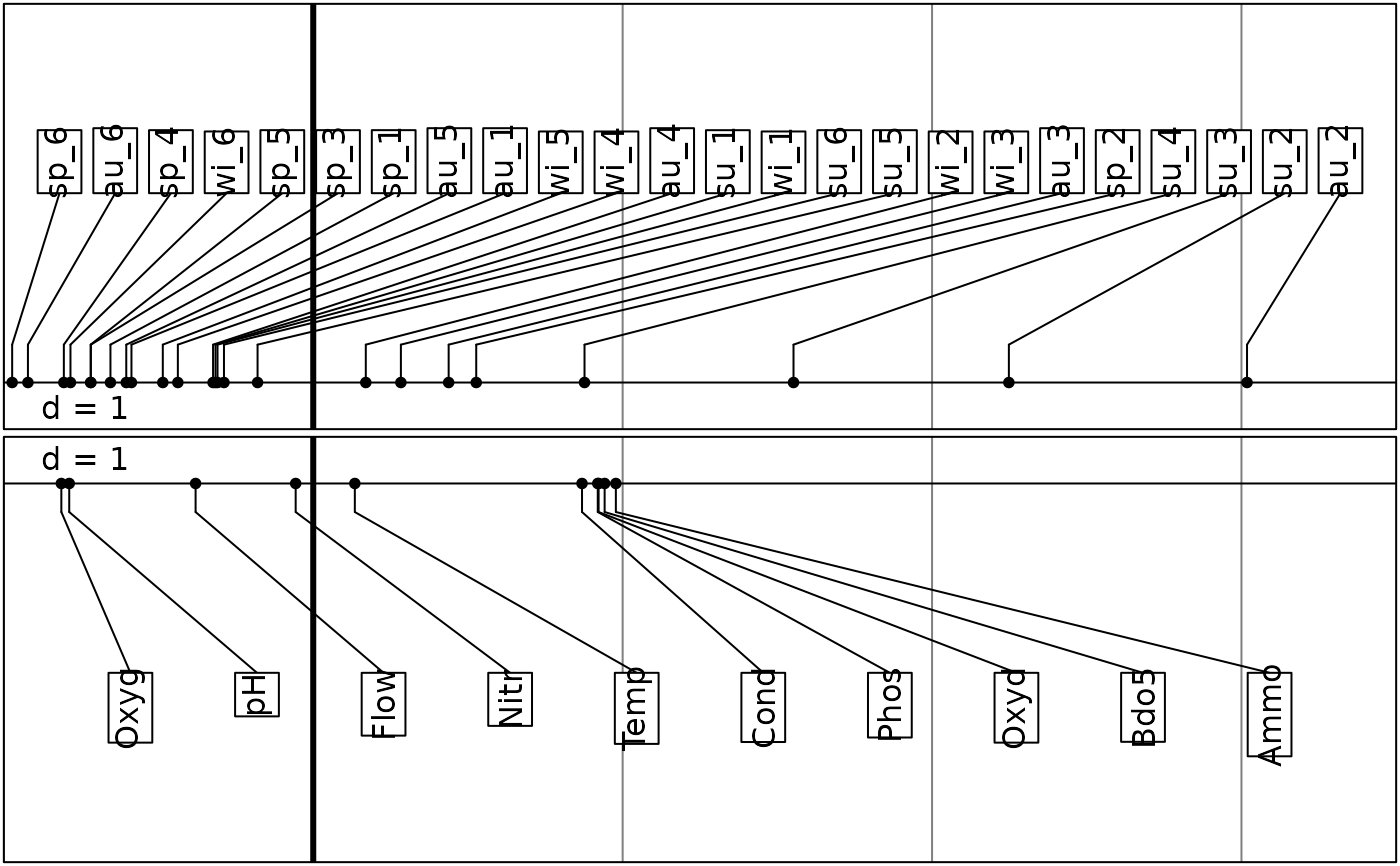 sp_6 au_6 sp_4 wi_6 sp_5 sp_3 sp_1 au_5 au_1 wi_5 wi_4 au_4 su_1 wi_1 su_6 su_5 wi_2 wi_3 au_3 sp_2 su_4 su_3 su_2 au_2
d = 1
d = 1
Oxyg pH Flow Nitr Temp Cond Phos Oxyd Bdo5 Ammo